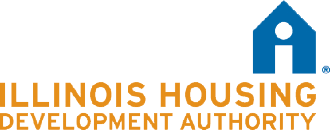 ®
ILLINOIS HOUSING
DEVELOPMENT AUTHORITY